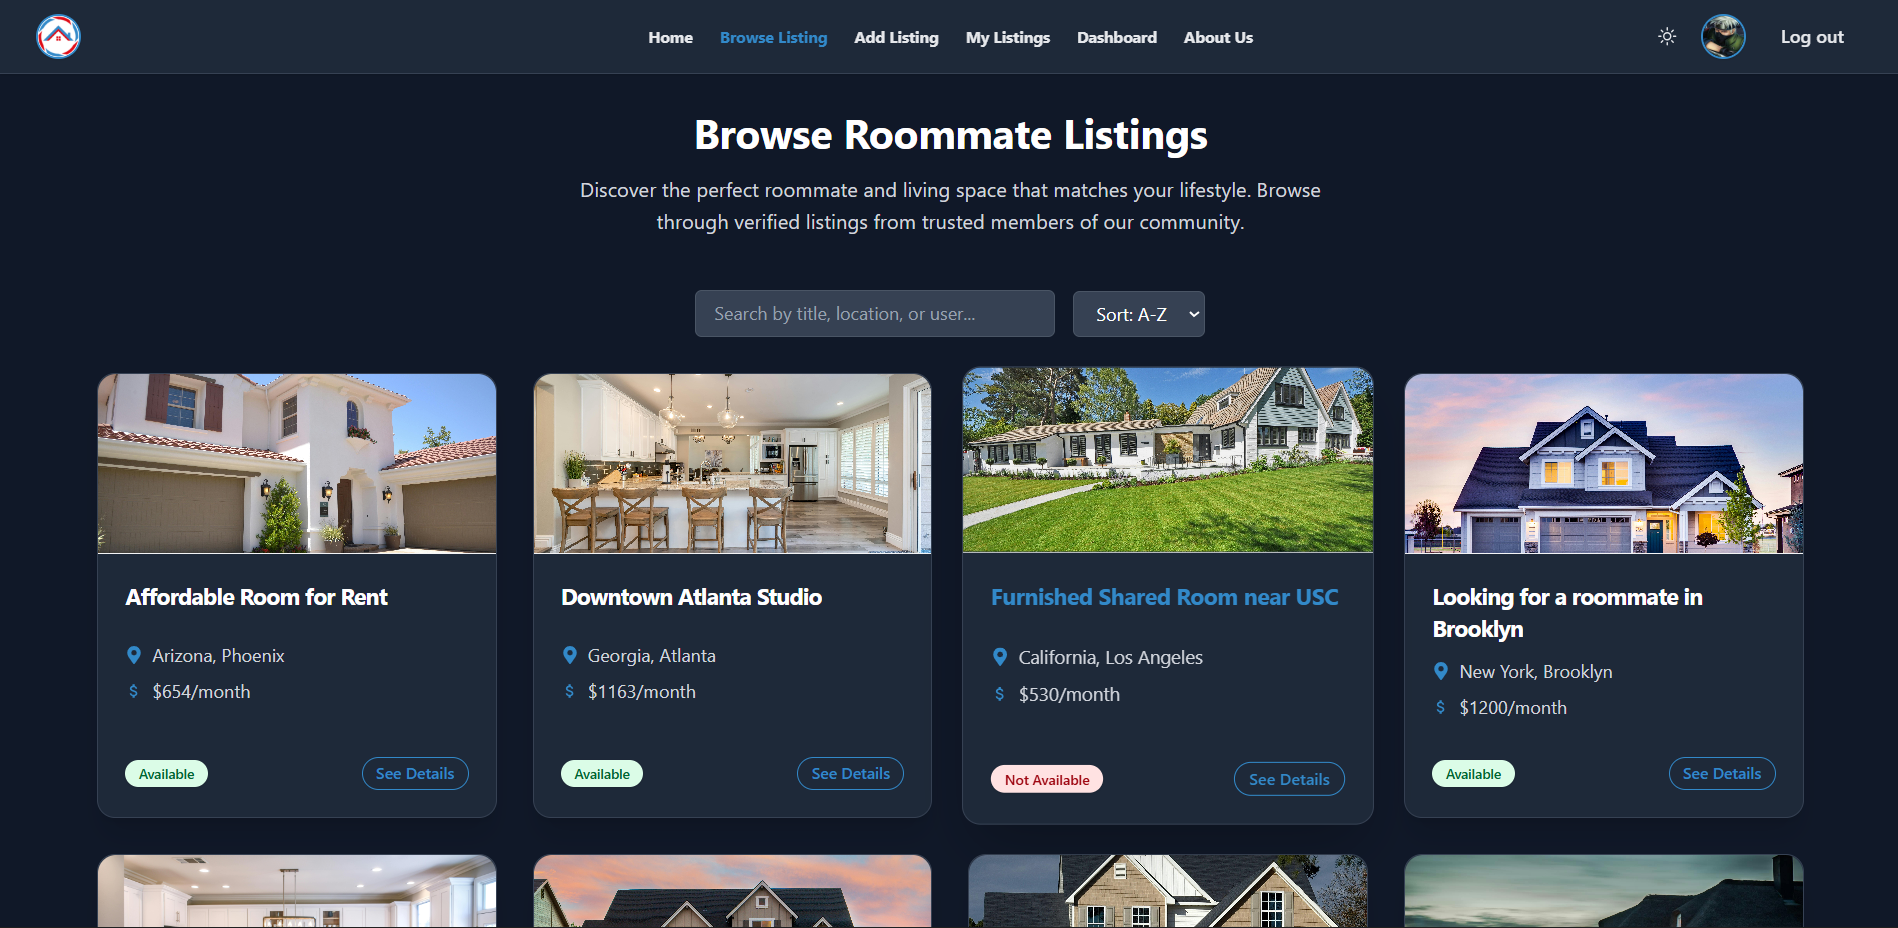 Home Browse Listing Add Listing My Listings Dashboard About Us Log out
Browse Roommate Listings
Discover the perfect roommate and living space that matches your lifestyle. Browse
through verified listings from trusted members of our community.
Search by title, location, or user...
Sort: A-Z
Affordable Room for Rent
Arizona, Phoenix
$ $654/month
Available
See Details
Downtown Atlanta Studio
Georgia, Atlanta
$ $1163/month
Available
See Details
Furnished Shared Room near USC
California, Los Angeles
$ $530/month
Not Available
See Details
Looking for a roommate in
Brooklyn
New York, Brooklyn
$ $1200/month
Available
See Details